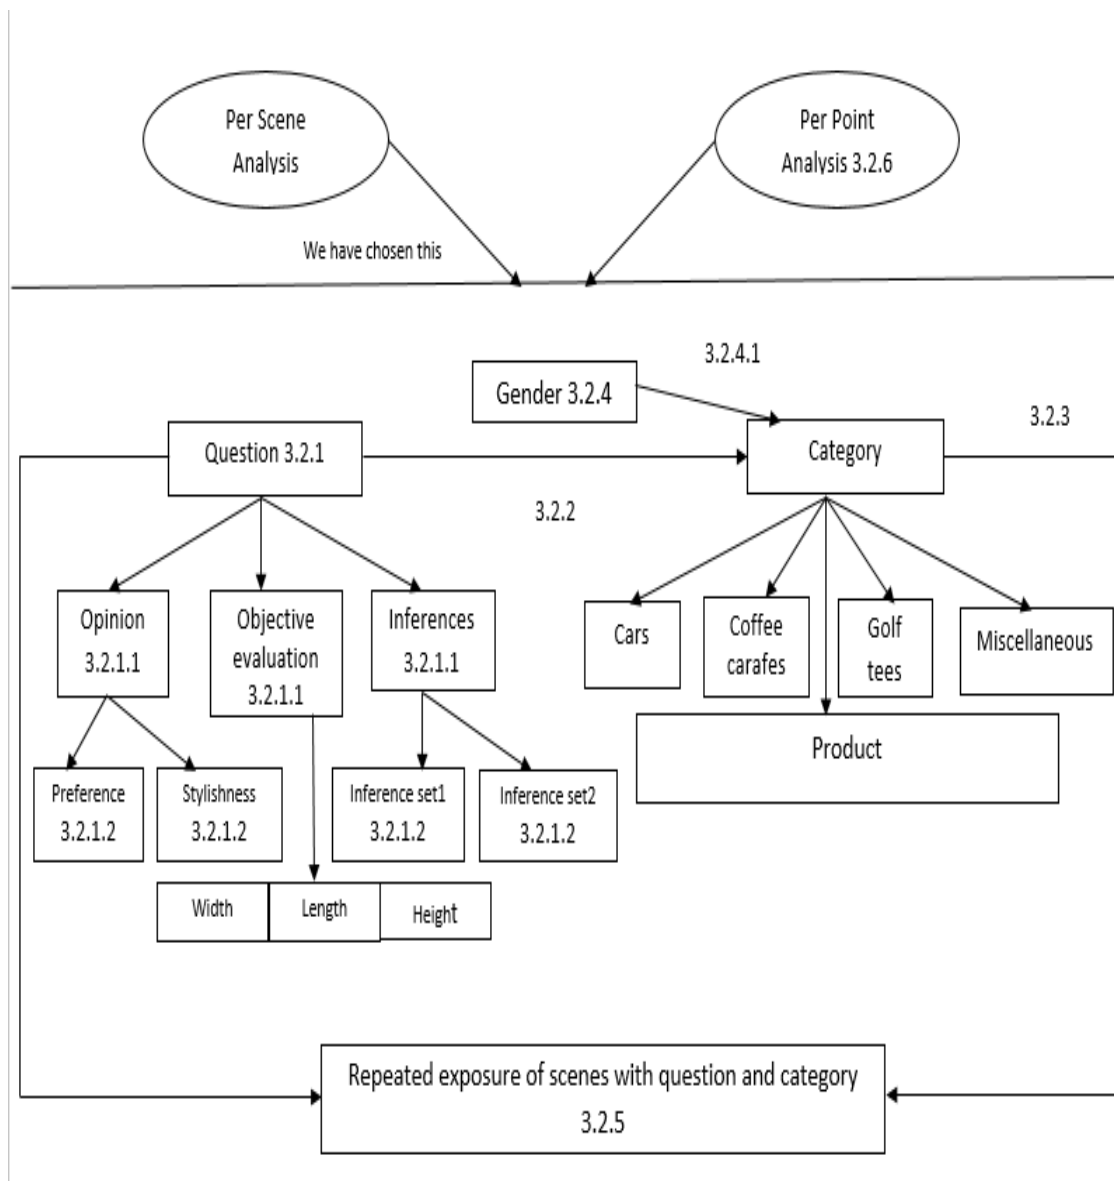 Per Scene
Analysis
Per Point
Analysis 3.2.6
We have chosen this
3.2.4.1
Gender 3.2.4
3.2.3
Question 3.2.1
Category
3.2.2
Opinion
3.2.1.1
Objective
evaluation
3.2.1.1
Inferences
3.2.1.1
Cars
Coffee
carafes
Golf
tees
Miscellaneous
Product
Preference
3.2.1.2
Stylishness
3.2.1.2
Inference set1
3.2.1.2
Inference set2
3.2.1.2
Width
Length
Height
Repeated exposure of scenes with question and category
3.2.5